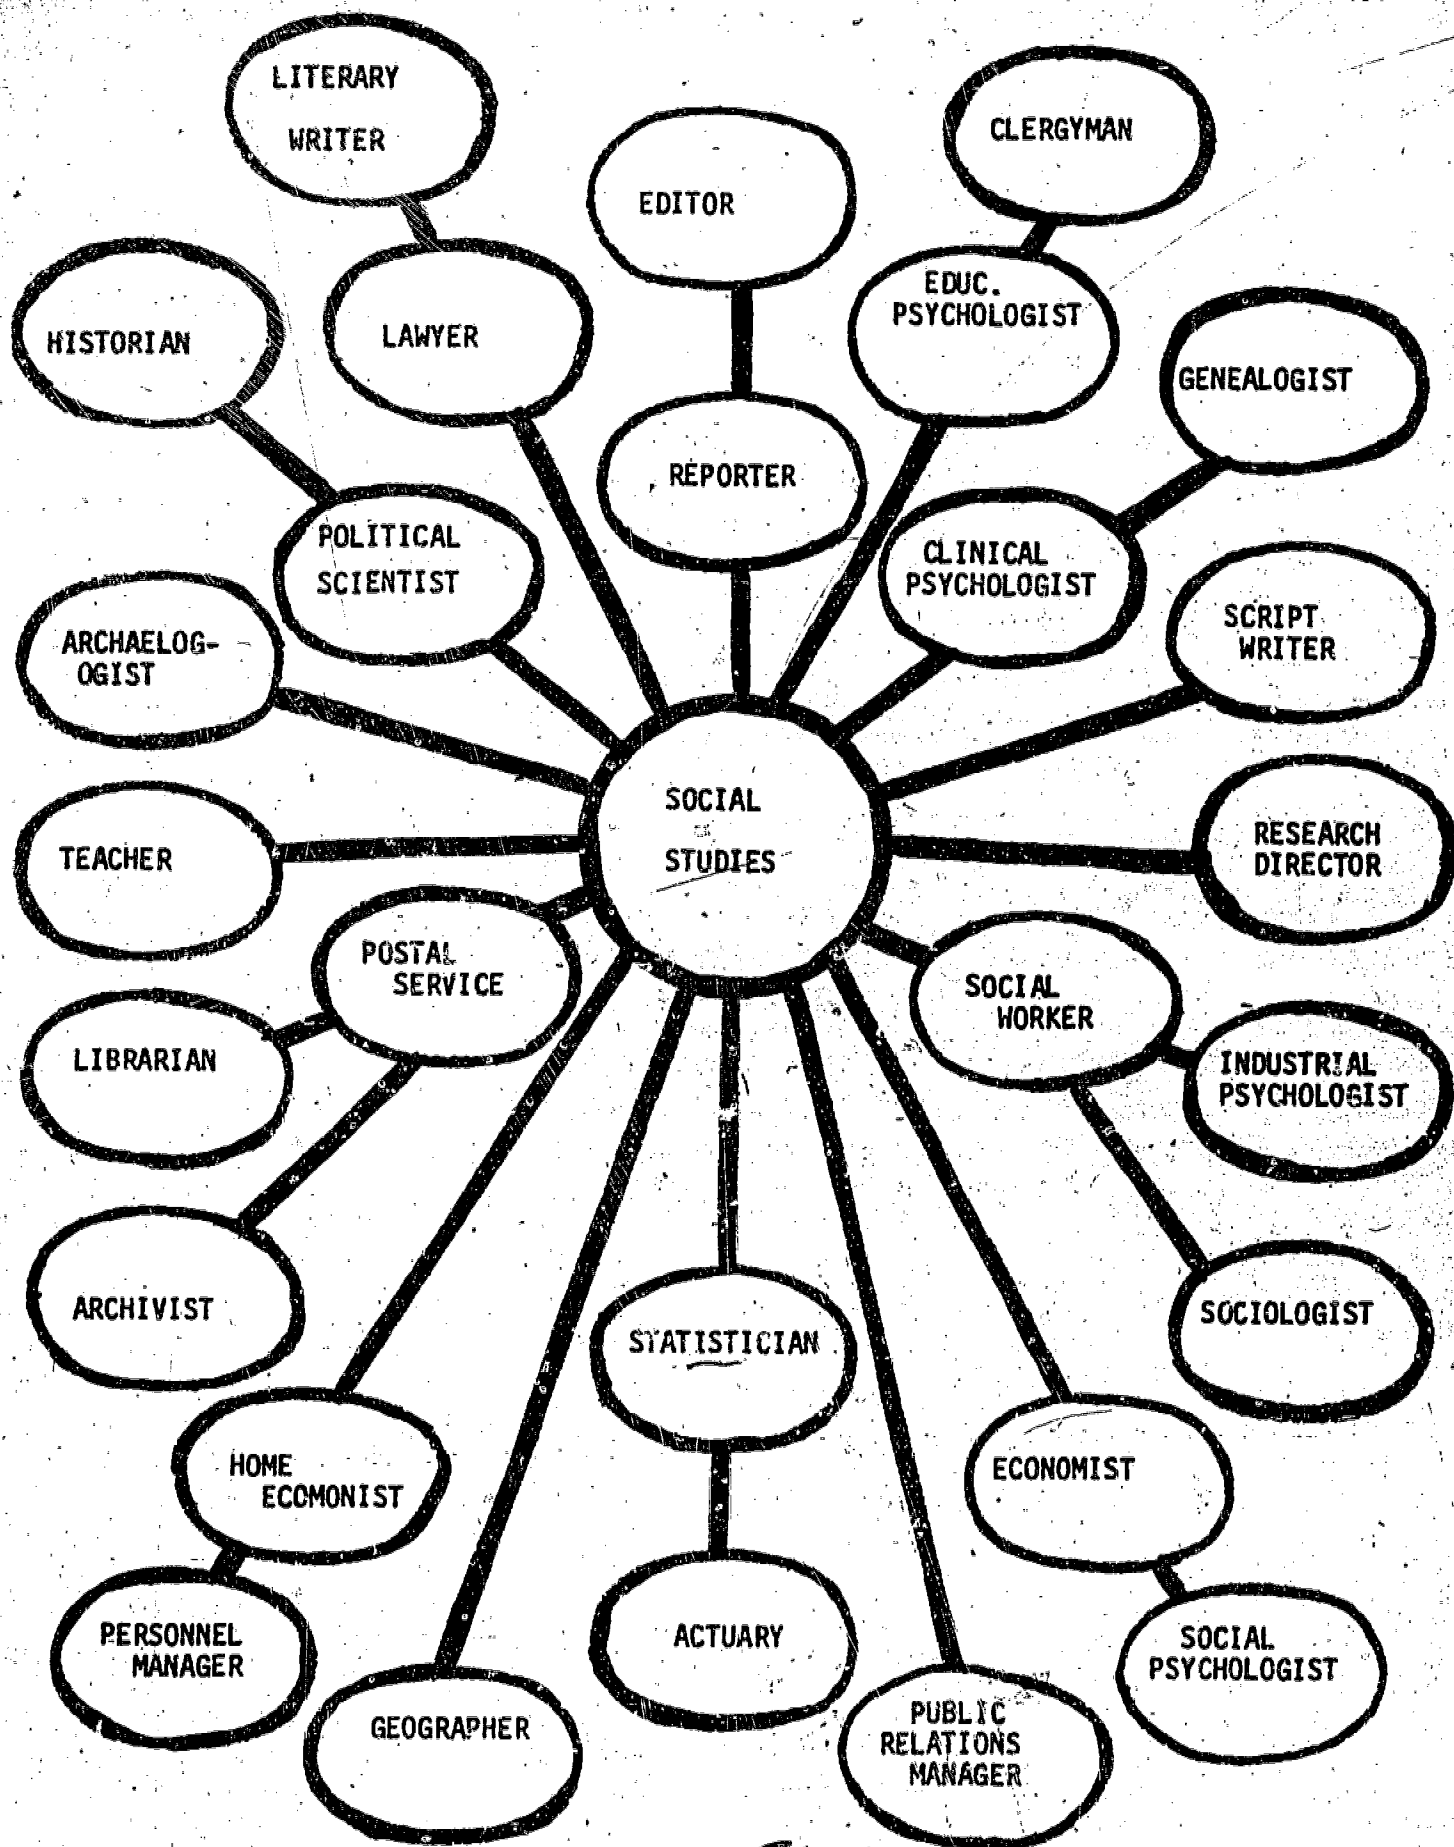 LITERARY
WRITER
EDITOR
CLERGYMAN
HISTORIAN
LAWYER
EDUC.
PSYCHOLOGIST
GENEALOGIST
REPORTER
POLITICAL
SCIENTIST
CLINICAL
PSYCHOLOGIST
ARCHAELOG-
OGIST
SCRIPT
WRITER
SOCIAL
STUDIES
TEACHER
RESEARCH
DIRECTOR
POSTAL
SERVICE
SOCIAL
WORKER
LIBRARIAN
INDUSTRIAL
PSYCHOLOGIST
ARCHIVIST
STATISTICIAN
SOCIOLOGIST
HOME
ECOMONIST
ECONOMIST
PERSONNEL
MANAGER
ACTUARY
SOCIAL
PSYCHOLOGIST
GEOGRAPHER
PUBLIC
RELATIONS
MANAGER